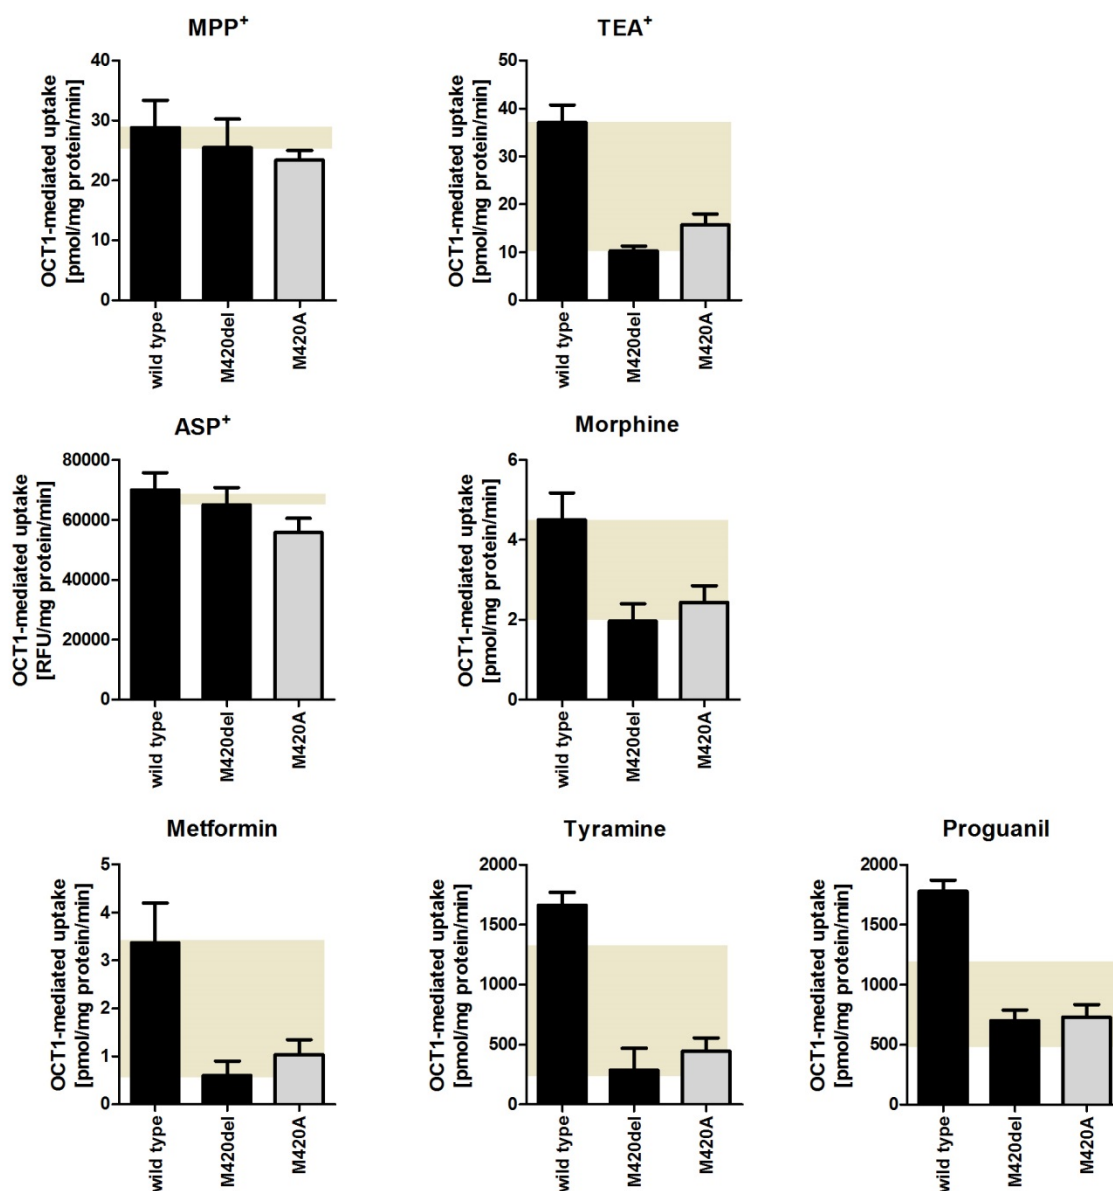 MPP+
OCT1-mediated uptake
[pmol/mg protein/min]
40
30
20
10
0
wild type
M420del
M420A
TEA+
OCT1-mediated uptake
[pmol/mg protein/min]
50
40
30
20
10
0
wild type
M420del
M420A
ASP+
OCT1-mediated uptake
[RFU/mg protein/min]
80000
60000
40000
20000
0
wild type
M420del
M420A
Morphine
OCT1-mediated uptake
[pmol/mg protein/min]
6
4
2
0
wild type
M420del
M420A
Metformin
OCT1-mediated uptake
[pmol/mg protein/min]
5
4
3
2
1
0
wild type
M420del
M420A
Tyramine
OCT1-mediated uptake
[pmol/mg protein/min]
2000
1500
1000
500
0
wild type
M420del
M420A
Proguanil
OCT1-mediated uptake
[pmol/mg protein/min]
2000
1500
1000
500
0
wild type
M420del
M420A